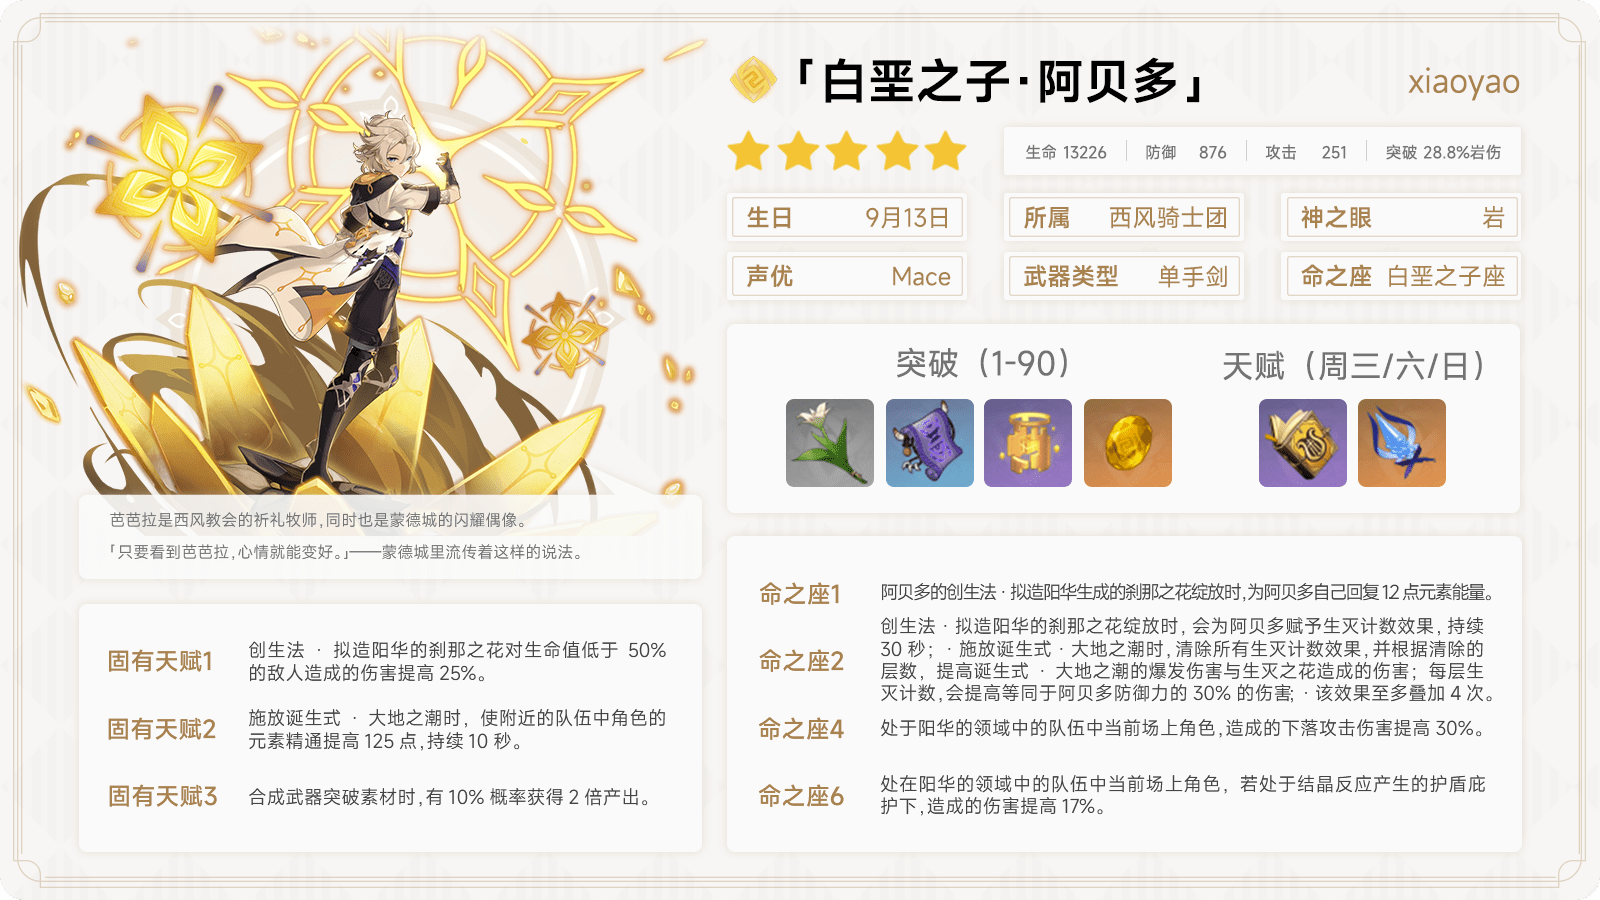 「白垩之子·阿贝多」
xiaoyao
生命 13226 防御 876 攻击 251 突破 28.8%岩伤
生日 9月13日 所属 西风骑士团 神之眼 岩
声优 Mace 武器类型 单手剑 命之座 白垩之子座
突破（1-90） 天赋（周三/六/日）
芭芭拉是西风教会的祈礼牧师,同时也是蒙德城的闪耀偶像。
「只要看到芭芭拉,心情就能变好。」——蒙德城里流传着这样的说法。
固有天赋1
创生法 · 拟造阳华的刹那之花对生命值低于 50%
的敌人造成的伤害提高 25%。
固有天赋2
施放诞生式 · 大地之潮时，使附近的队伍中角色的
元素精通提高 125 点,持续 10 秒。
固有天赋3
合成武器突破素材时,有 10% 概率获得 2 倍产出。
命之座1
阿贝多的创生法 · 拟造阳华生成的刹那之花绽放时,为阿贝多自己回复 12 点元素能量。
命之座2
创生法 · 拟造阳华的刹那之花绽放时，会为阿贝多赋予生灭计数效果，持续
30 秒；· 施放诞生式 · 大地之潮时,清除所有生灭计数效果,并根据清除的
层数，提高诞生式 · 大地之潮的爆发伤害与生灭之花造成的伤害；每层生
灭计数,会提高等同于阿贝多防御力的 30% 的伤害; · 该效果至多叠加 4 次。
命之座4
处于阳华的领域中的队伍中当前场上角色,造成的下落攻击伤害提高 30%。
命之座6
处在阳华的领域中的队伍中当前场上角色，若处于结晶反应产生的护盾庇
护下,造成的伤害提高 17%。